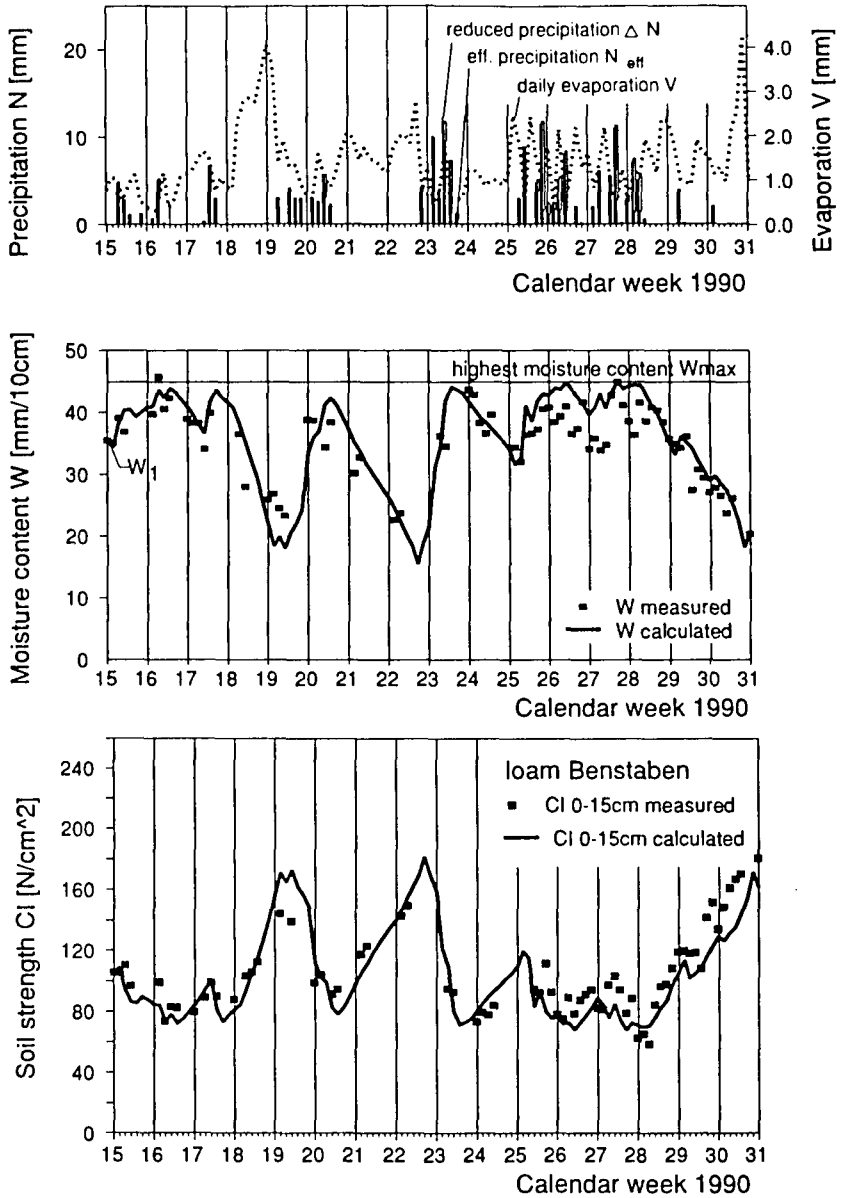 Precipitation N [mm]
20
10
0
reduced precipitation △ N
eff. precipitation N eff
daily evaporation V
4.0
3.0
2.0
1.0
0.0
Evaporation V [mm]
15 16 17 18 19 20 21 22 23 24 25 26 27 28 29 30 31
Calendar week 1990
Moisture content W [mm/10cm]
50
40
30
20
10
0
highest moisture content Wmax
W 1
W measured
W calculated
15 16 17 18 19 20 21 22 23 24 25 26 27 28 29 30 31
Calendar week 1990
Soil strength CI [N/cm^2]
240
200
160
120
80
40
0
loam Benstaben
CI 0-15cm measured
CI 0-15cm calculated
15 16 17 18 19 20 21 22 23 24 25 26 27 28 29 30 31
Calendar week 1990